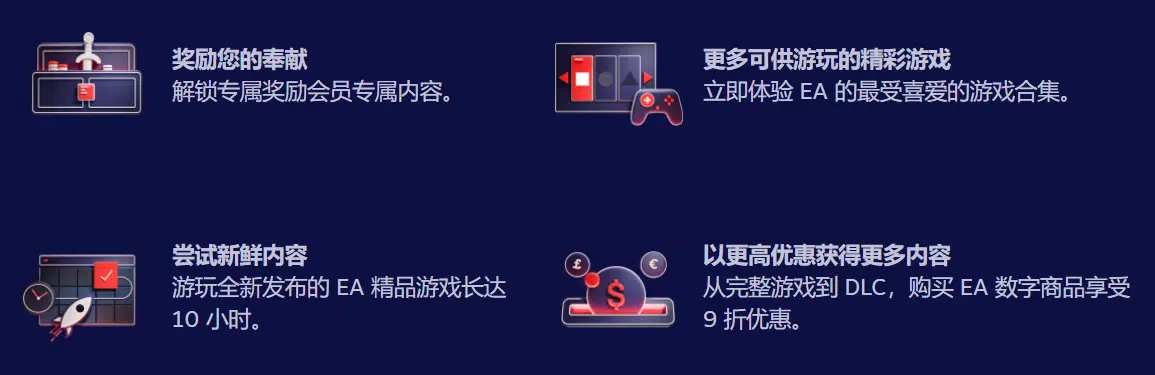 奖励您的奉献
解锁专属奖励会员专属内容。
更多可供游玩的精彩游戏
立即体验 EA 的最受喜爱的游戏合集。
尝试新鲜内容
游玩全新发布的 EA 精品游戏长达
10 小时。
以更高优惠获得更多内容
从完整游戏到 DLC，购买 EA 数字商品享受
9 折优惠。
£
€
$